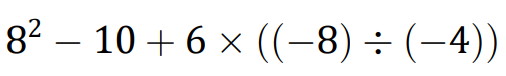 8² − 10 + 6 × ((−8) ÷ (−4))